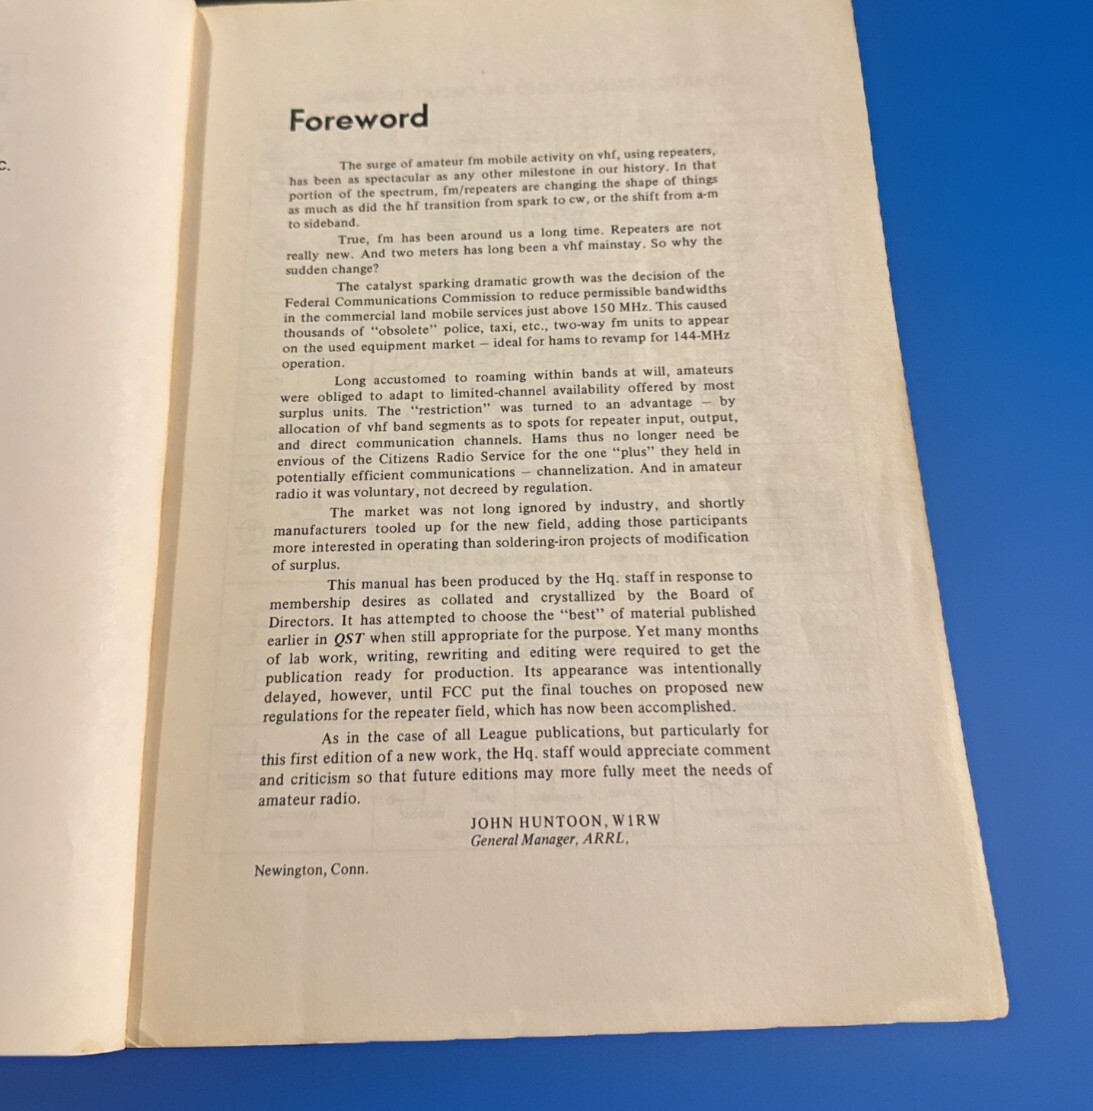 c.
Foreword
The surge of amateur fm mobile activity on vhf, using repeaters,
has been as spectacular as any other milestone in our history. In that
portion of the spectrum, fm/repeaters are changing the shape of things
as much as did the hf transition from spark to cw, or the shift from a-m
to sideband.
True, fm has been around us a long time. Repeaters are not
really new. And two meters has long been a vhf mainstay. So why the
sudden change?
The catalyst sparking dramatic growth was the decision of the
Federal Communications Commission to reduce permissible bandwidths
in the commercial land mobile services just above 150 MHz. This caused
thousands of “obsolete” police, taxi, etc., two-way fm units to appear
on the used equipment market — ideal for hams to revamp for 144-MHz
operation.
Long accustomed to roaming within bands at will, amateurs
were obliged to adapt to limited-channel availability offered by most
surplus units. The “restriction” was turned to an advantage — by
allocation of vhf band segments as to spots for repeater input, output,
and direct communication channels. Hams thus no longer need be
envious of the Citizens Radio Service for the one “plus” they held in
potentially efficient communications — channelization. And in amateur
radio it was voluntary, not decreed by regulation.
The market was not long ignored by industry, and shortly
manufacturers tooled up for the new field, adding those participants
more interested in operating than soldering-iron projects of modification
of surplus.
This manual has been produced by the Hq. staff in response to
membership desires as collated and crystallized by the Board of
Directors. It has attempted to choose the “best” of material published
earlier in QST when still appropriate for the purpose. Yet many months
of lab work, writing, rewriting and editing were required to get the
publication ready for production. Its appearance was intentionally
delayed, however, until FCC put the final touches on proposed new
regulations for the repeater field, which has now been accomplished.
As in the case of all League publications, but particularly for
this first edition of a new work, the Hq. staff would appreciate comment
and criticism so that future editions may more fully meet the needs of
amateur radio.
JOHN HUNTOON, W1RW
General Manager, ARRL,
Newington, Conn.